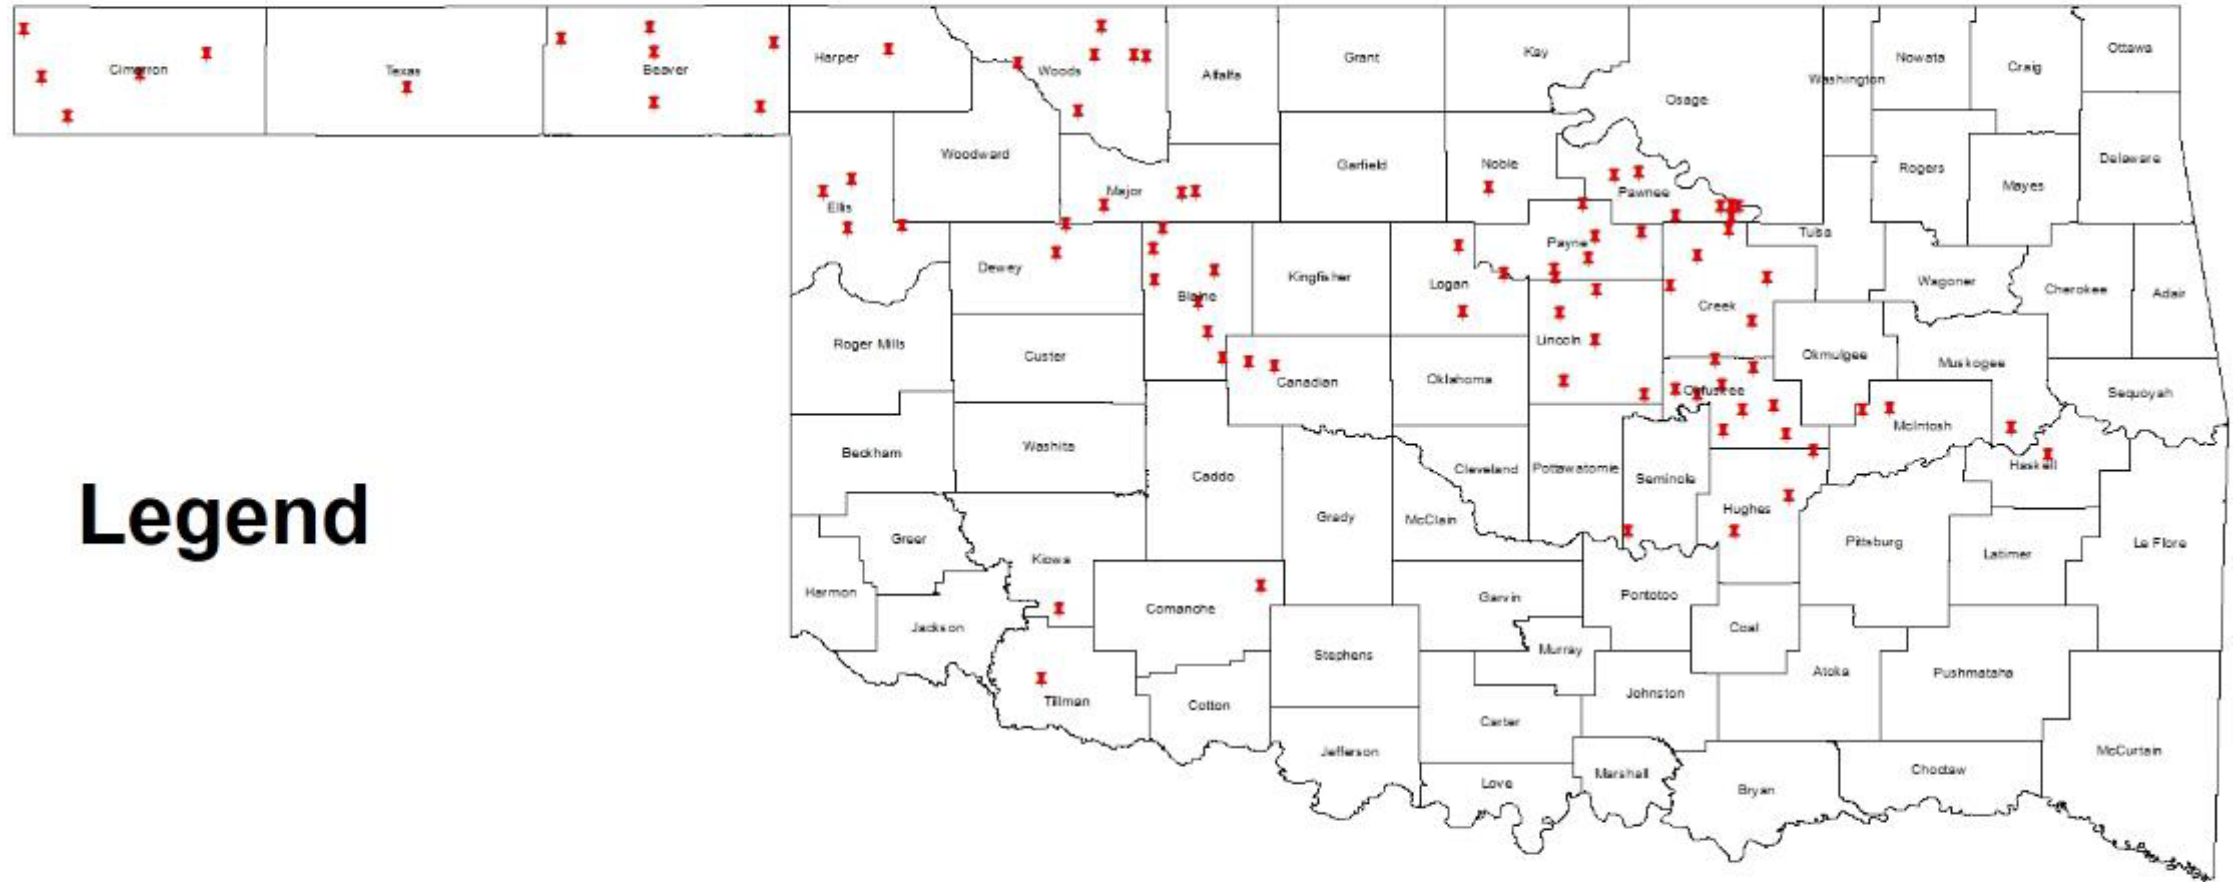 Cimarron
Texas
Beaver
Harper
Woods
Alfalfa
Grant
Kay
Osage
Washington
Nowata
Craig
Ottawa
Woodward
Major
Garfield
Noble
Pawnee
Rogers
Mayes
Delaware
Ellis
Dewey
Blaine
Kingfisher
Logan
Payne
Creek
Tulsa
Wagoner
Cherokee
Adair
Roger Mills
Custer
Canadian
Oklahoma
Lincoln
Okfuskee
Okmulgee
Muskogee
Sequoyah
Beckham
Washita
Caddo
Grady
McClain
Cleveland
Pottawatomie
Seminole
Hughes
McIntosh
Haskell
Legend
Greer
Kiowa
Pittsburg
Latimer
Le Flore
Harmon
Jackson
Comanche
Garvin
Pontotoc
Coal
Stephens
Murray
Tillman
Cotton
Johnston
Atoka
Pushmataha
Carter
Jefferson
Love
Marshall
Bryan
Choctaw
McCurtain